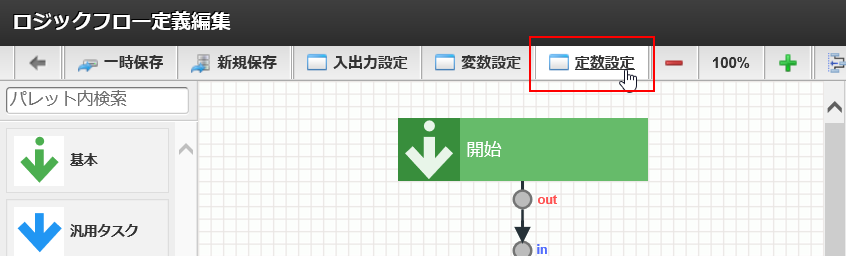 ロジックフロー定義編集
一時保存 新規保存 入出力設定 変数設定 定数設定 100%
パレット内検索
基本
汎用タスク
開始
out
in